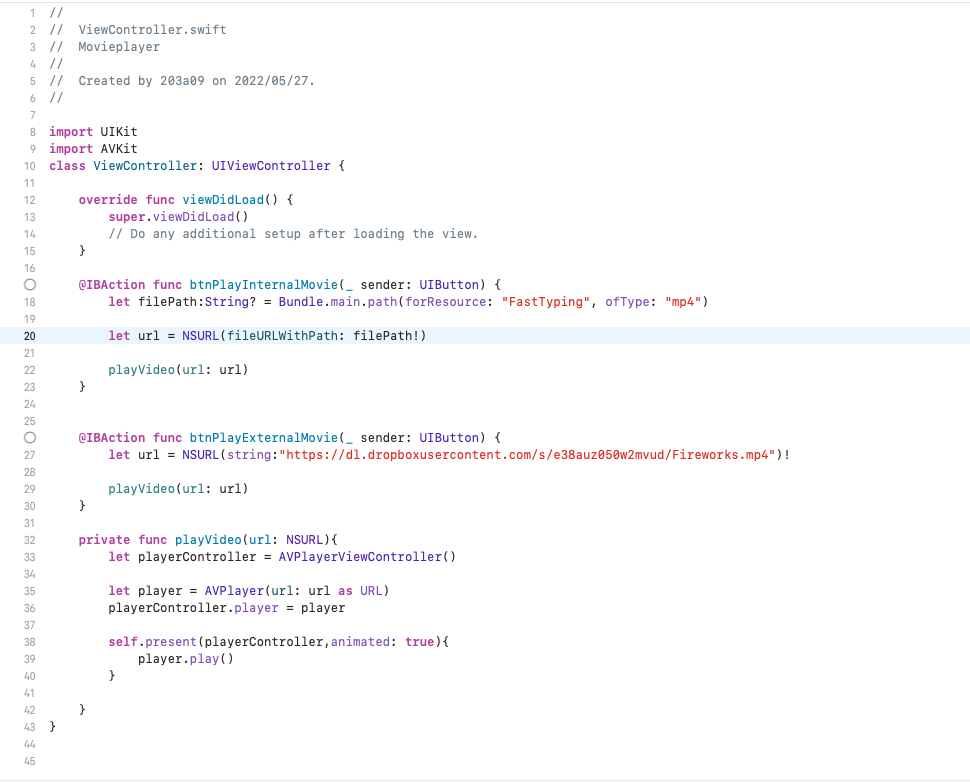 1 //
2 //  ViewController.swift
3 //  Movieplayer
4 //
5 //  Created by 203a09 on 2022/05/27.
6 //
7
8 import UIKit
9 import AVKit
10 class ViewController: UIViewController {
11
12     override func viewDidLoad() {
13         super.viewDidLoad()
14         // Do any additional setup after loading the view.
15     }
16
    @IBAction func btnPlayInternalMovie(_ sender: UIButton) {
18         let filePath:String? = Bundle.main.path(forResource: "FastTyping", ofType: "mp4")
19
20         let url = NSURL(fileURLWithPath: filePath!)
21
22         playVideo(url: url)
23     }
24
25
    @IBAction func btnPlayExternalMovie(_ sender: UIButton) {
27         let url = NSURL(string:"https://dl.dropboxusercontent.com/s/e38auz050w2mvud/Fireworks.mp4")!
28
29         playVideo(url: url)
30     }
31
32     private func playVideo(url: NSURL){
33         let playerController = AVPlayerViewController()
34
35         let player = AVPlayer(url: url as URL)
36         playerController.player = player
37
38         self.present(playerController,animated: true){
39             player.play()
40         }
41
42     }
43 }
44
45